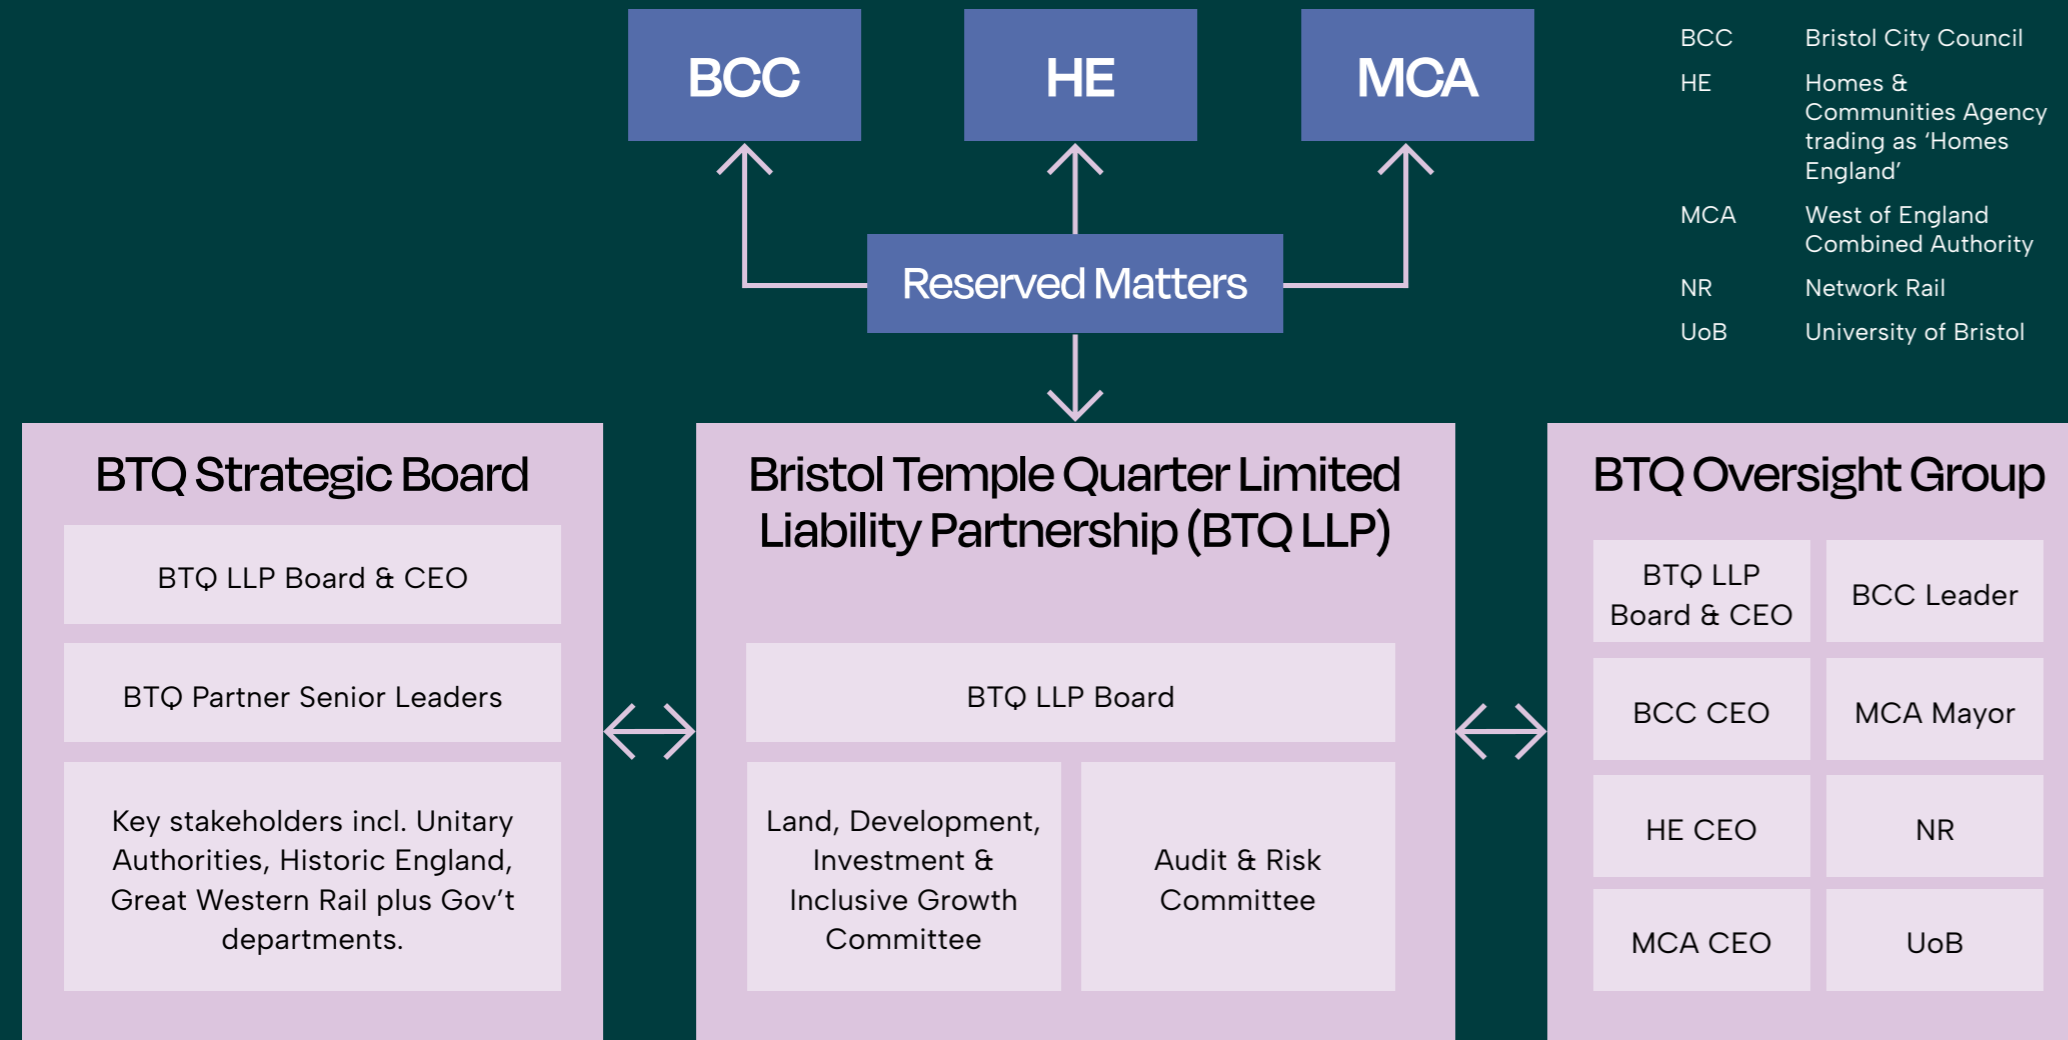 BCC
HE
MCA
BCC Bristol City Council
HE Homes &
Communities Agency
trading as ‘Homes
England’
MCA West of England
Combined Authority
NR Network Rail
UoB University of Bristol
Reserved Matters
BTQ Strategic Board
BTQ LLP Board & CEO
BTQ Partner Senior Leaders
Key stakeholders incl. Unitary
Authorities, Historic England,
Great Western Rail plus Gov’t
departments.
Bristol Temple Quarter Limited
Liability Partnership (BTQ LLP)
BTQ LLP Board
Land, Development,
Investment &
Inclusive Growth
Committee
Audit & Risk
Committee
BTQ Oversight Group
BTQ LLP
Board & CEO
BCC Leader
BCC CEO
MCA Mayor
HE CEO
NR
MCA CEO
UoB